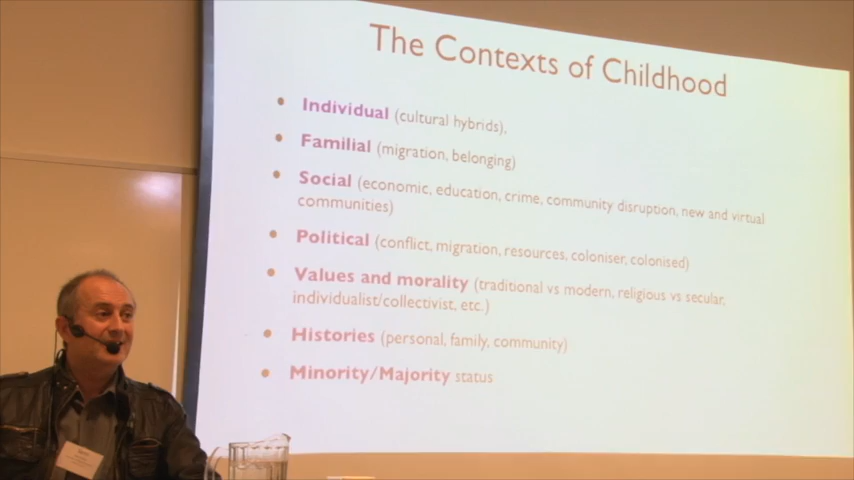 The Contexts of Childhood
• Individual (cultural hybrids),
• Familial (migration, belonging)
• Social (economic, education, crime, community disruption, new and virtual
communities)
• Political (conflict, migration, resources, coloniser, colonised)
• Values and morality (traditional vs modern, religious vs secular,
individualist/collectivist, etc.)
• Histories (personal, family, community)
• Minority/Majority status